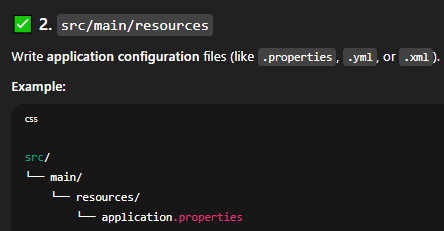 ✅ 2. src/main/resources
Write application configuration files (like .properties, .yml, or .xml).
Example:
css
src/
└── main/
└── resources/
└── application.properties